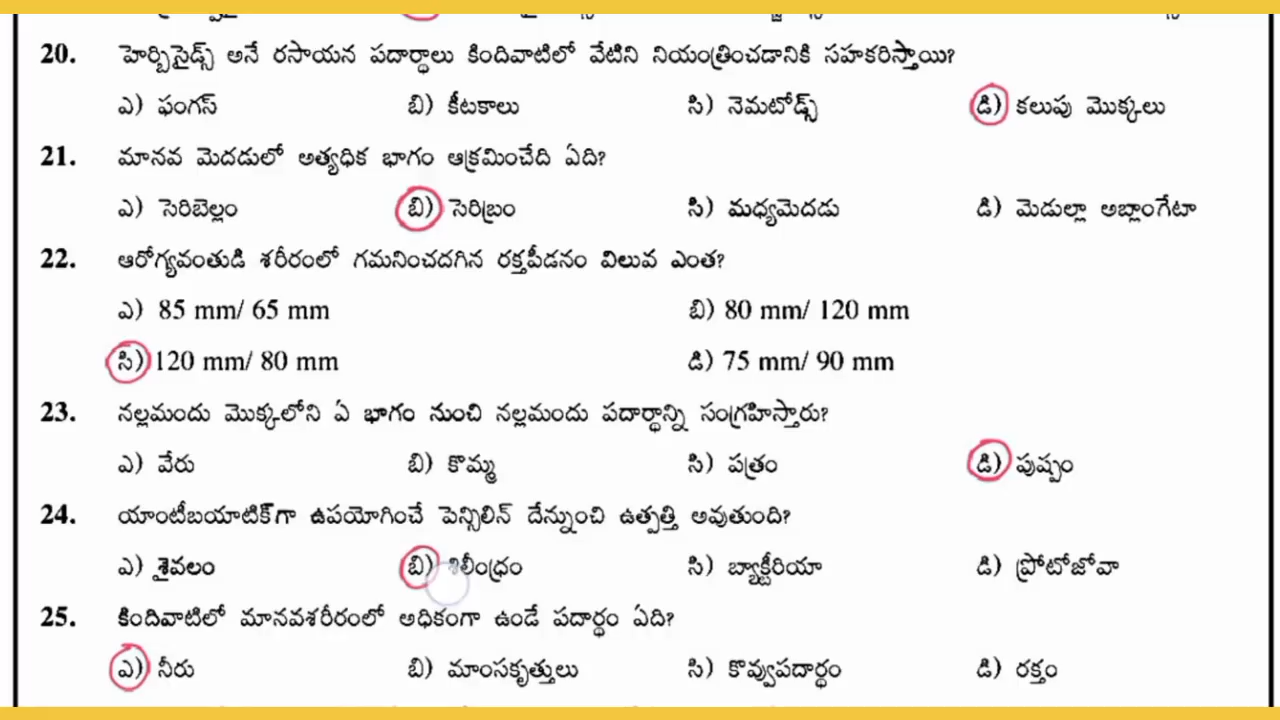 20. హెర్బిసైడ్స్ అనే రసాయన పదార్థాలు కిందివాటిలో వేటిని నియంత్రించడానికి సహకరిస్తాయి?
ఎ) ఫంగస్ బి) కీటకాలు సి) నెమటోడ్స్ డి) కలుపు మొక్కలు
21. మానవ మెదడులో అత్యధిక భాగం ఆక్రమించేది ఏది?
ఎ) సెరిబెల్లం బి) సెరిబ్రం సి) మధ్యమెదడు డి) మెడుల్లా అబ్లాంగేటా
22. ఆరోగ్యవంతుడి శరీరంలో గమనించదగిన రక్తపీడనం విలువ ఎంత?
ఎ) 85 mm/ 65 mm బి) 80 mm/ 120 mm
సి) 120 mm/ 80 mm డి) 75 mm/ 90 mm
23. నల్లమందు మొక్కలోని ఏ భాగం నుంచి నల్లమందు పదార్థాన్ని సంగ్రహిస్తారు?
ఎ) వేరు బి) కొమ్మ సి) పత్రం డి) పుష్పం
24. యాంటీబయాటిక్‌గా ఉపయోగించే పెన్సిలిన్ దేన్నుంచి ఉత్పత్తి అవుతుంది?
ఎ) శైవలం బి) శిలీంధ్రం సి) బ్యాక్టీరియా డి) ప్రోటోజోవా
25. కిందివాటిలో మానవశరీరంలో అధికంగా ఉండే పదార్థం ఏది?
ఎ) నీరు బి) మాంసకృత్తులు సి) కొవ్వుపదార్థం డి) రక్తం